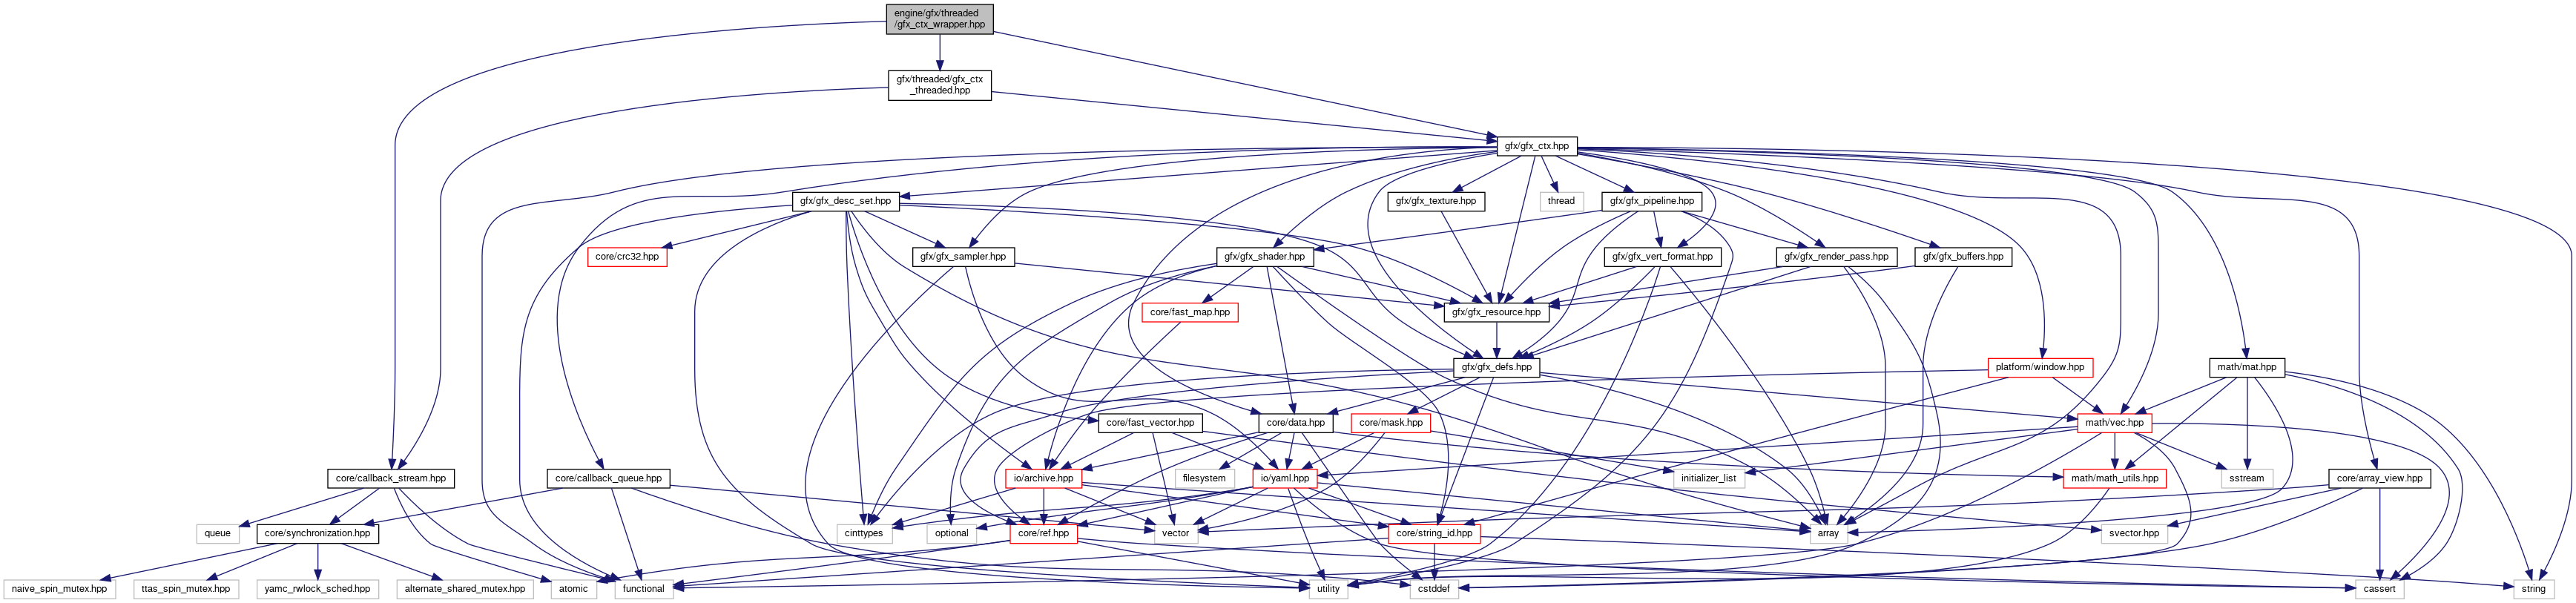 engine/gfx/threaded
/gfx_ctx_wrapper.hpp
gfx/threaded/gfx_ctx
_threaded.hpp
gfx/gfx_ctx.hpp
gfx/gfx_desc_set.hpp
gfx/gfx_texture.hpp
thread
gfx/gfx_pipeline.hpp
core/crc32.hpp
gfx/gfx_sampler.hpp
gfx/gfx_shader.hpp
gfx/gfx_vert_format.hpp
gfx/gfx_render_pass.hpp
gfx/gfx_buffers.hpp
core/fast_map.hpp
gfx/gfx_resource.hpp
gfx/gfx_defs.hpp
platform/window.hpp
math/mat.hpp
core/fast_vector.hpp
core/data.hpp
core/mask.hpp
math/vec.hpp
core/callback_stream.hpp
core/callback_queue.hpp
io/archive.hpp
filesystem
io/yaml.hpp
initializer_list
math/math_utils.hpp
sstream
core/array_view.hpp
queue
core/synchronization.hpp
cinttypes
optional
core/ref.hpp
vector
core/string_id.hpp
array
svector.hpp
naive_spin_mutex.hpp
ttas_spin_mutex.hpp
yamc_rwlock_sched.hpp
alternate_shared_mutex.hpp
atomic
functional
utility
cstddef
cassert
string